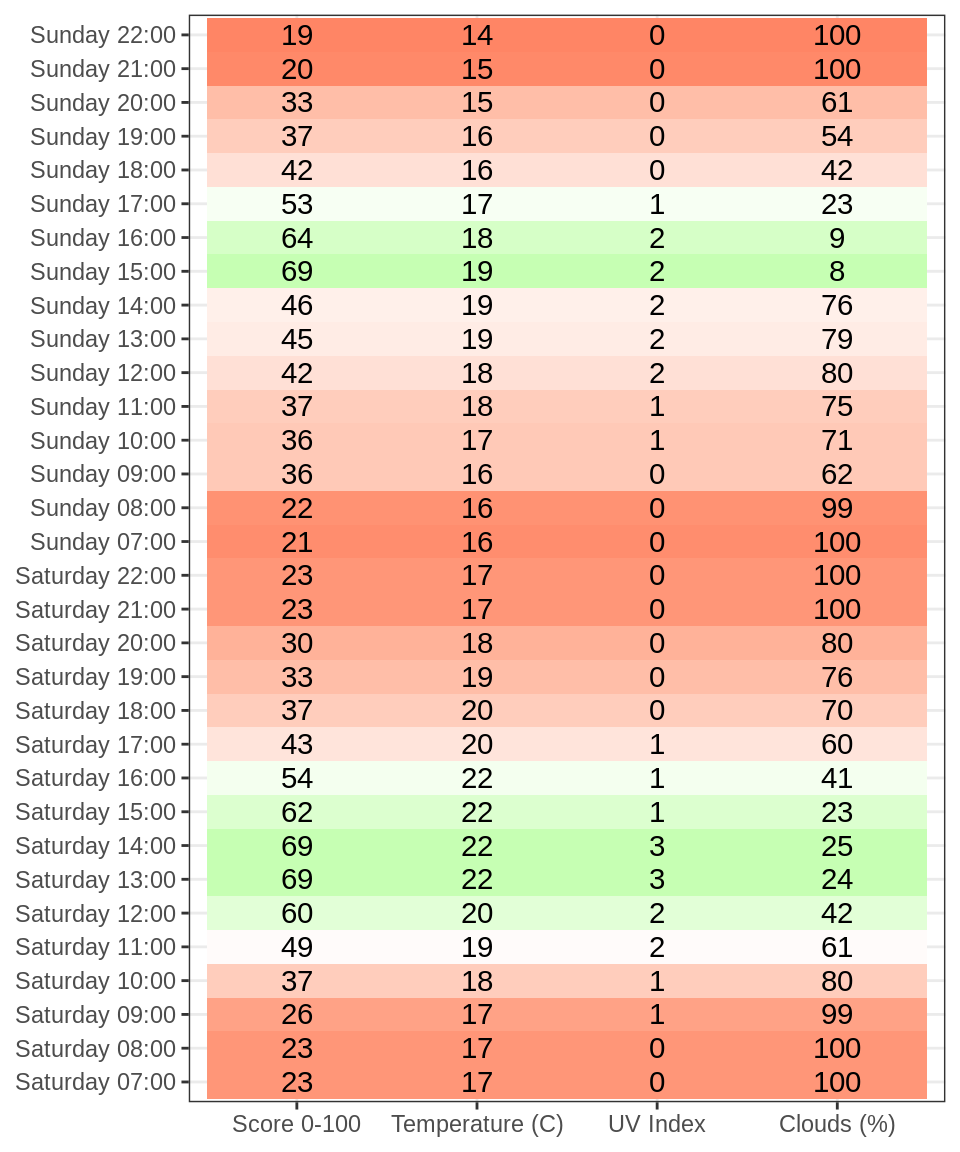 Sunday 22:00 19 14 0 100
Sunday 21:00 20 15 0 100
Sunday 20:00 33 15 0 61
Sunday 19:00 37 16 0 54
Sunday 18:00 42 16 0 42
Sunday 17:00 53 17 1 23
Sunday 16:00 64 18 2 9
Sunday 15:00 69 19 2 8
Sunday 14:00 46 19 2 76
Sunday 13:00 45 19 2 79
Sunday 12:00 42 18 2 80
Sunday 11:00 37 18 1 75
Sunday 10:00 36 17 1 71
Sunday 09:00 36 16 0 62
Sunday 08:00 22 16 0 99
Sunday 07:00 21 16 0 100
Saturday 22:00 23 17 0 100
Saturday 21:00 23 17 0 100
Saturday 20:00 30 18 0 80
Saturday 19:00 33 19 0 76
Saturday 18:00 37 20 0 70
Saturday 17:00 43 20 1 60
Saturday 16:00 54 22 1 41
Saturday 15:00 62 22 1 23
Saturday 14:00 69 22 3 25
Saturday 13:00 69 22 3 24
Saturday 12:00 60 20 2 42
Saturday 11:00 49 19 2 61
Saturday 10:00 37 18 1 80
Saturday 09:00 26 17 1 99
Saturday 08:00 23 17 0 100
Saturday 07:00 23 17 0 100
Score 0-100 Temperature (C) UV Index Clouds (%)